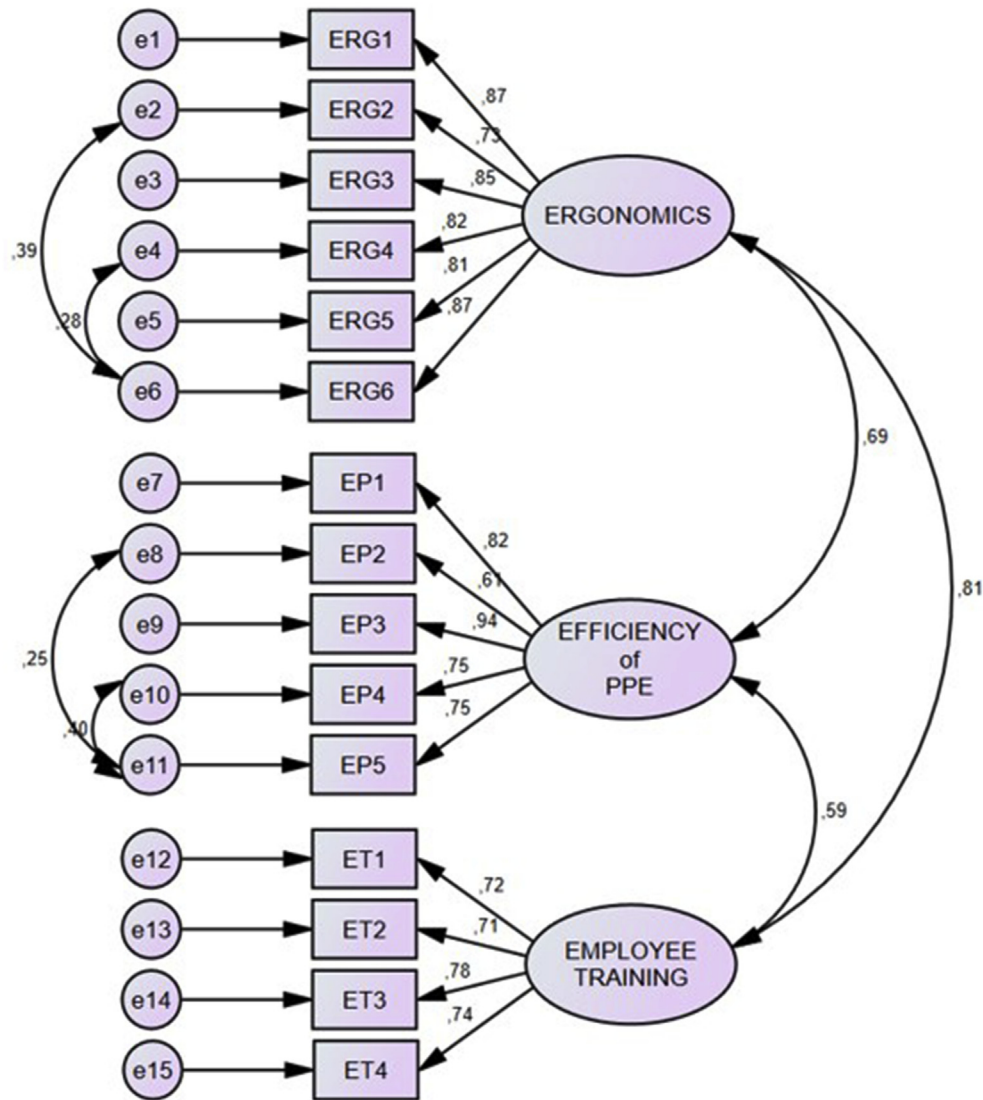 e1
ERG1
,87
e2
ERG2
,73
e3
ERG3
,85
ERGONOMICS
e4
ERG4
,82
,39
e5
ERG5
,81
,28
e6
ERG6
,87
,69
e7
EP1
,82
e8
EP2
,61
,81
e9
EP3
,94
EFFICIENCY
of
PPE
,25
e10
EP4
,75
,40
e11
EP5
,75
,59
e12
ET1
,72
e13
ET2
,71
EMPLOYEE
TRAINING
e14
ET3
,78
e15
ET4
,74